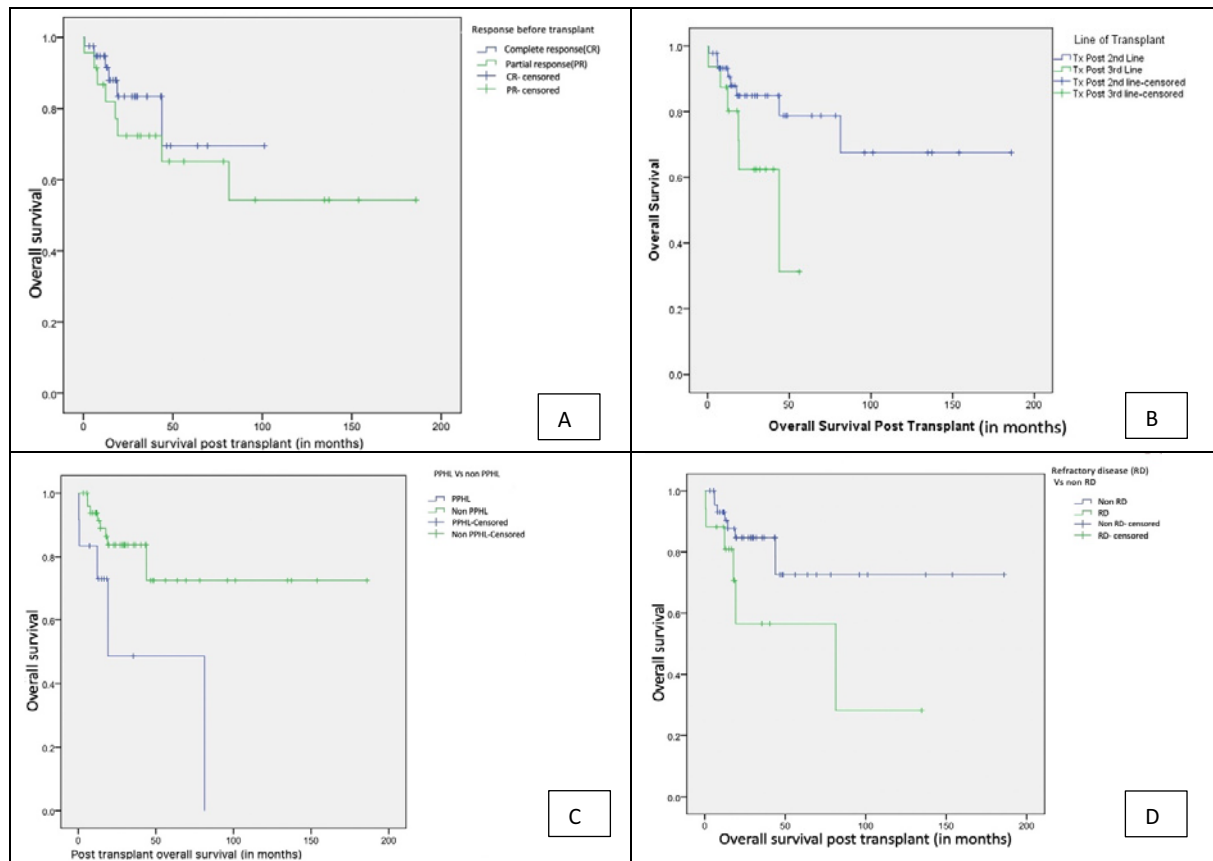 Response before transplant
Complete response(CR)
Partial response(PR)
CR- censored
PR- censored
Overall survival
1.0
0.8
0.6
0.4
0.2
0.0
0 50 100 150 200
Overall survival post transplant (in months)
A
Line of Transplant
Tx Post 2nd Line
Tx Post 3rd Line
Tx Post 2nd line-censored
Tx Post 3rd line-censored
Overall Survival
1.0
0.8
0.6
0.4
0.2
0.0
0 50 100 150 200
Overall Survival Post Transplant (in months)
B
PPHL Vs non PPHL
PPHL
Non PPHL
PPHL-Censored
Non PPHL-Censored
Overall survival
1.0
0.8
0.6
0.4
0.2
0.0
0 50 100 150 200
Post transplant overall survival (in months)
C
Refractory disease (RD)
Vs non RD
Non RD
RD
Non RD- censored
RD- censored
Overall survival
1.0
0.8
0.6
0.4
0.2
0.0
0 50 100 150 200
Overall survival post transplant (in months)
D